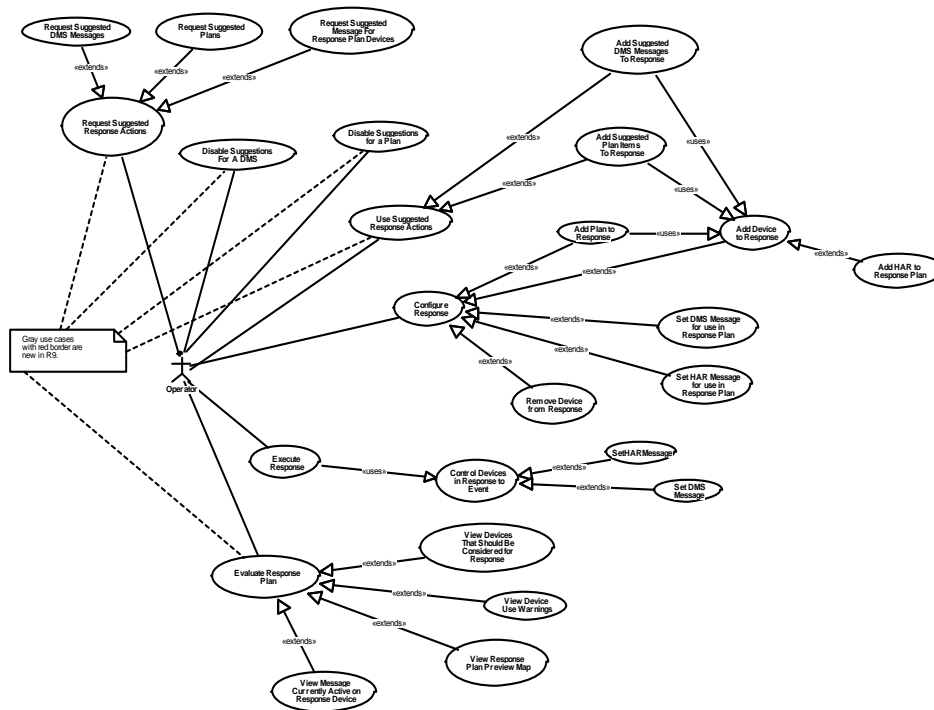 Request Suggested
DMS Messages
Request Suggested
Plans
Request Suggested
Message For
Response Plan Devices
Add Suggested
DMS Messages
To Response
«extends»
«extends»
«extends»
Request Suggested
Response Actions
Disable Suggestions
For A DMS
Disable Suggestions
for a Plan
«extends»
Add Suggested
Plan Items
To Response
«uses»
«extends»
«uses»
Use Suggested
Response Actions
Add Plan to
Response
«uses»
Add Device
to Response
«extends»
«extends»
«extends»
Add HAR to
Response Plan
Configure
Response
«extends»
Set DMS Message
for use in
Response Plan
Gray use cases
with red border are
new in R9.
«extends»
Set HAR Message
for use in
Response Plan
Operator
«extends»
Remove Device
from Response
Execute
Response
«uses»
Control Devices
in Response to
Event
SetHARMessage
«extends»
«extends»
Set DMS
Message
View Devices
That Should Be
Considered for
Response
«extends»
Evaluate Response
Plan
«extends»
View Device
Use Warnings
«extends»
«extends»
View Response
Plan Preview Map
View Message
Currently Active on
Response Device